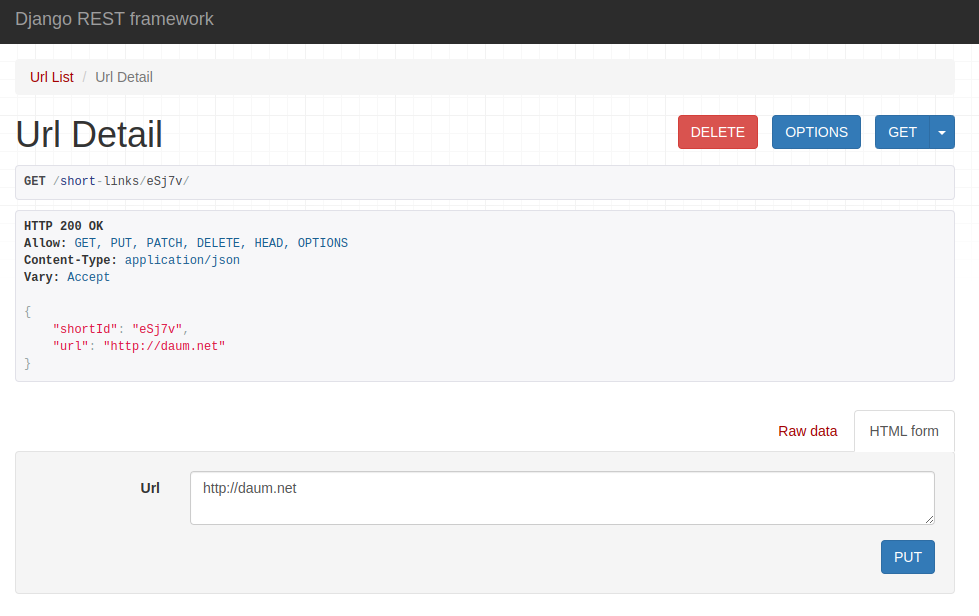 Django REST framework
Url List / Url Detail
Url Detail
DELETE
OPTIONS
GET
GET /short-links/eSj7v/
HTTP 200 OK
Allow: GET, PUT, PATCH, DELETE, HEAD, OPTIONS
Content-Type: application/json
Vary: Accept
{
    "shortId": "eSj7v",
    "url": "http://daum.net"
}
Raw data
HTML form
Url
http://daum.net
PUT